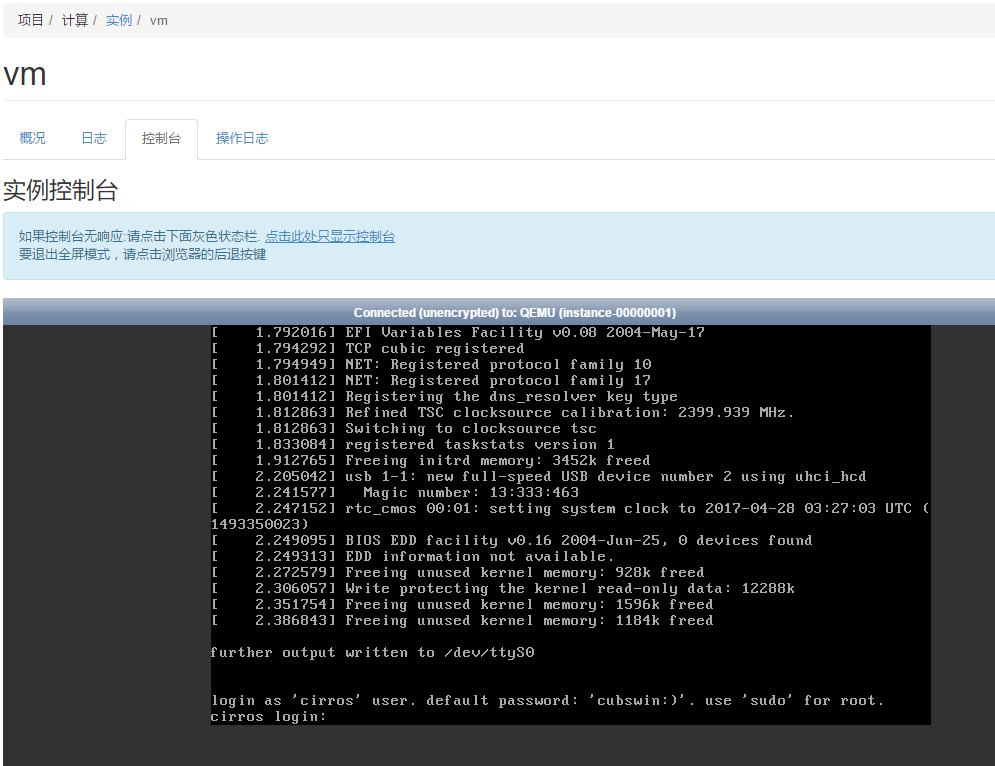 项目 / 计算 / 实例 / vm
vm
概况 日志 控制台 操作日志
实例控制台
如果控制台无响应:请点击下面灰色状态栏. 点击此处只显示控制台
要退出全屏模式，请点击浏览器的后退按键
Connected (unencrypted) to: QEMU (instance-00000001)
[    1.792016] EFI Variables Facility v0.08 2004-May-17
[    1.794292] TCP cubic registered
[    1.794949] NET: Registered protocol family 10
[    1.801412] NET: Registered protocol family 17
[    1.801412] Registering the dns_resolver key type
[    1.812863] Refined TSC clocksource calibration: 2399.939 MHz.
[    1.812863] Switching to clocksource tsc
[    1.833084] registered taskstats version 1
[    1.912765] Freeing initrd memory: 3452k freed
[    2.205042] usb 1-1: new full-speed USB device number 2 using uhci_hcd
[    2.241577]   Magic number: 13:333:463
[    2.247152] rtc_cmos 00:01: setting system clock to 2017-04-28 03:27:03 UTC (
1493350023)
[    2.249095] BIOS EDD facility v0.16 2004-Jun-25, 0 devices found
[    2.249313] EDD information not available.
[    2.272579] Freeing unused kernel memory: 928k freed
[    2.306057] Write protecting the kernel read-only data: 12288k
[    2.351754] Freeing unused kernel memory: 1596k freed
[    2.386843] Freeing unused kernel memory: 1184k freed
further output written to /dev/ttyS0
login as 'cirros' user. default password: 'cubswin:)'. use 'sudo' for root.
cirros login: